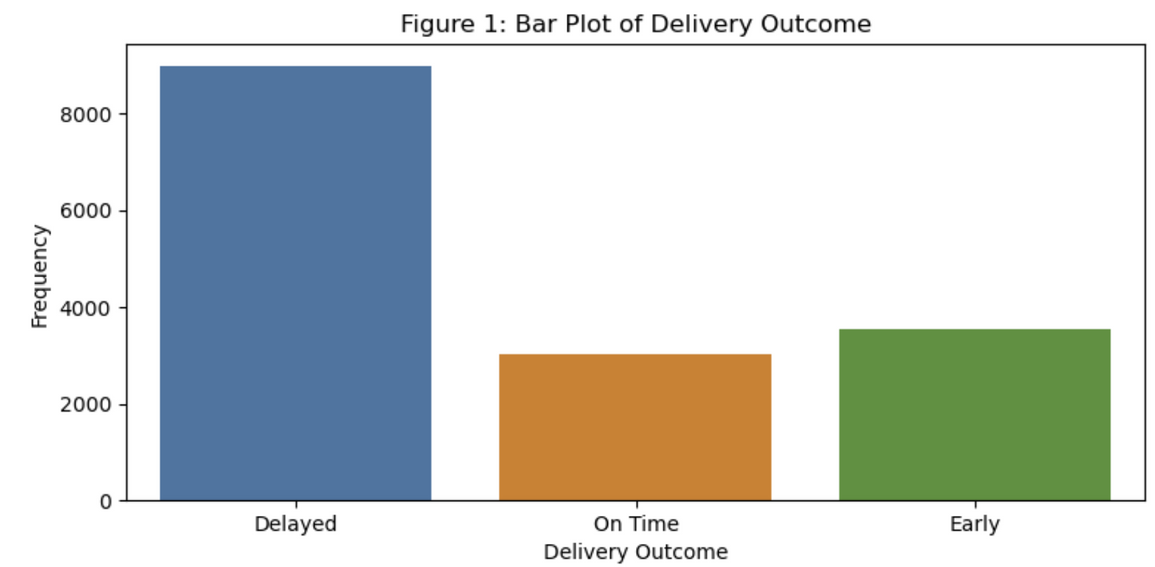 Figure 1: Bar Plot of Delivery Outcome
Frequency
8000
6000
4000
2000
0
Delayed
On Time
Early
Delivery Outcome